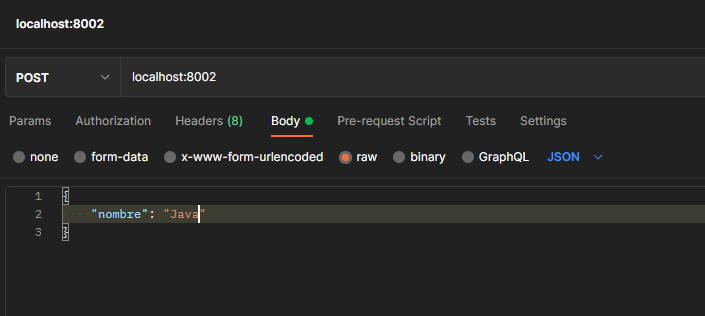 localhost:8002
POST localhost:8002
Params Authorization Headers (8) Body Pre-request Script Tests Settings
none form-data x-www-form-urlencoded raw binary GraphQL JSON
1 {
2 "nombre": "Java"
3 }